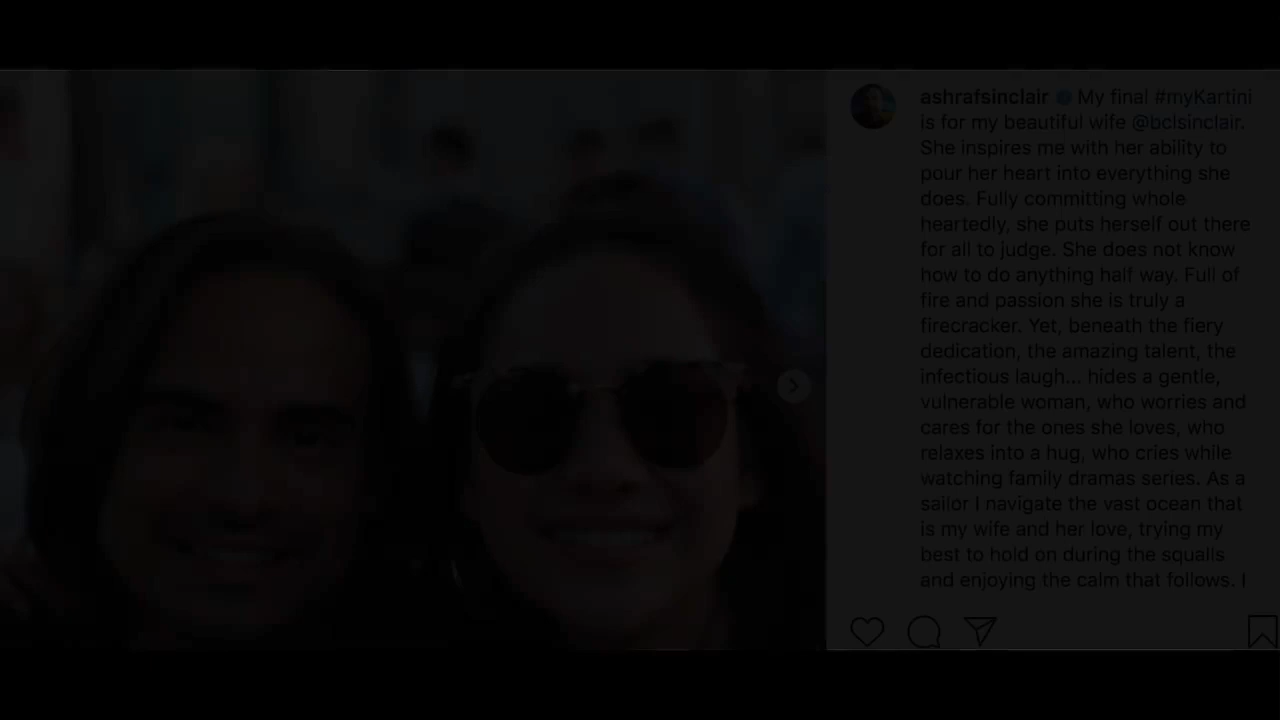 ashrafsinclair My final #myKartini
is for my beautiful wife @bclsinclair.
She inspires me with her ability to
pour her heart into everything she
does. Fully committing whole
heartedly, she puts herself out there
for all to judge. She does not know
how to do anything half way. Full of
fire and passion she is truly a
firecracker. Yet, beneath the fiery
dedication, the amazing talent, the
infectious laugh... hides a gentle,
vulnerable woman, who worries and
cares for the ones she loves, who
relaxes into a hug, who cries while
watching family dramas series. As a
sailor I navigate the vast ocean that
is my wife and her love, trying my
best to hold on during the squalls
and enjoying the calm that follows. I